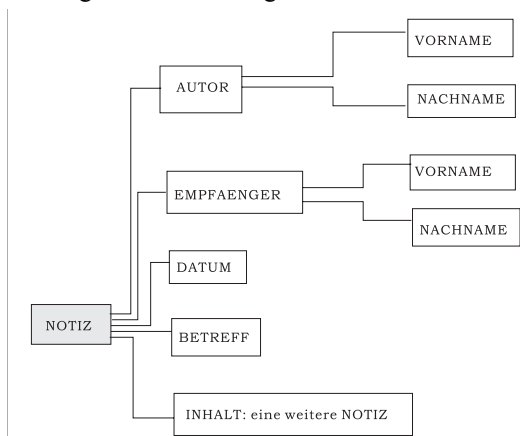 VORNAME
AUTOR
NACHNAME
VORNAME
EMPFAENGER
NACHNAME
DATUM
NOTIZ
BETREFF
INHALT: eine weitere NOTIZ